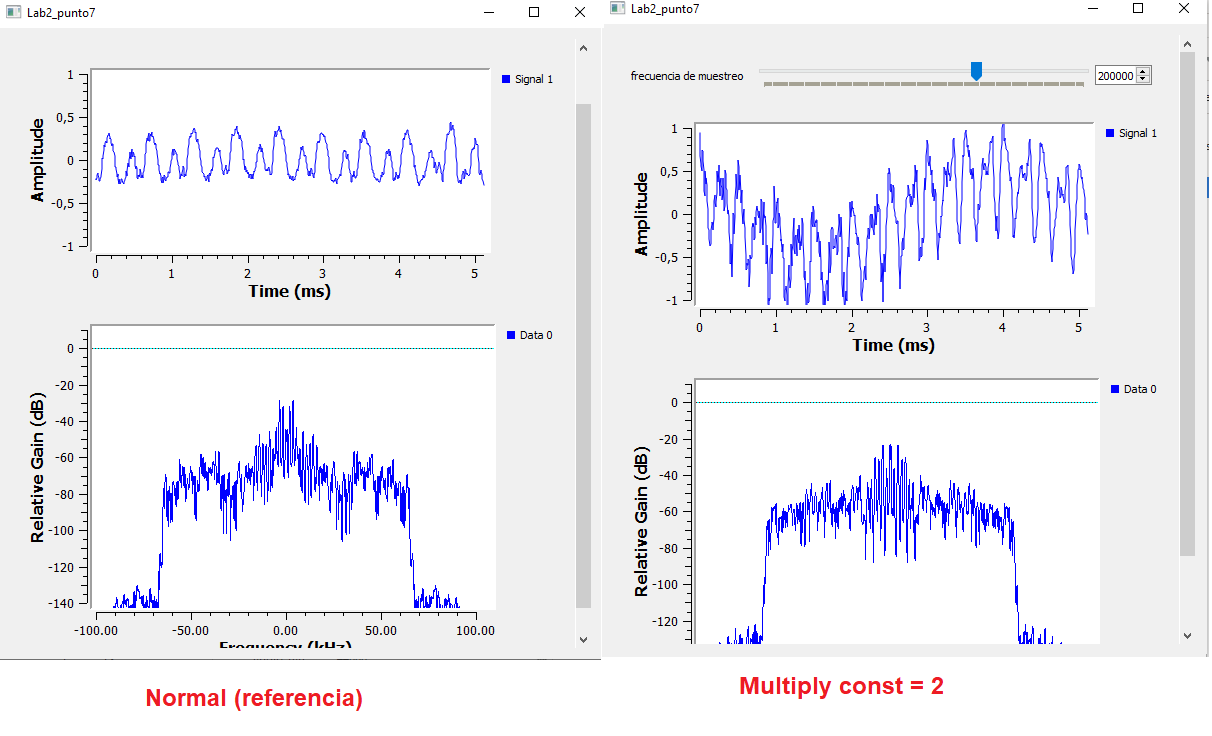 Lab2_punto7
1
0,5
0
-0,5
-1
Amplitude
0
1
2
3
4
5
Time (ms)
Signal 1
0
-20
-40
-60
-80
-100
-120
-140
Relative Gain (dB)
-100.00
-50.00
0.00
50.00
100.00
Frequency (kHz)
Data 0
Normal (referencia)
Lab2_punto7
frecuencia de muestreo
200000
1
0,5
0
-0,5
-1
Amplitude
0
1
2
3
4
5
Time (ms)
Signal 1
0
-20
-40
-60
-80
-100
-120
Relative Gain (dB)
Data 0
Multiply const = 2